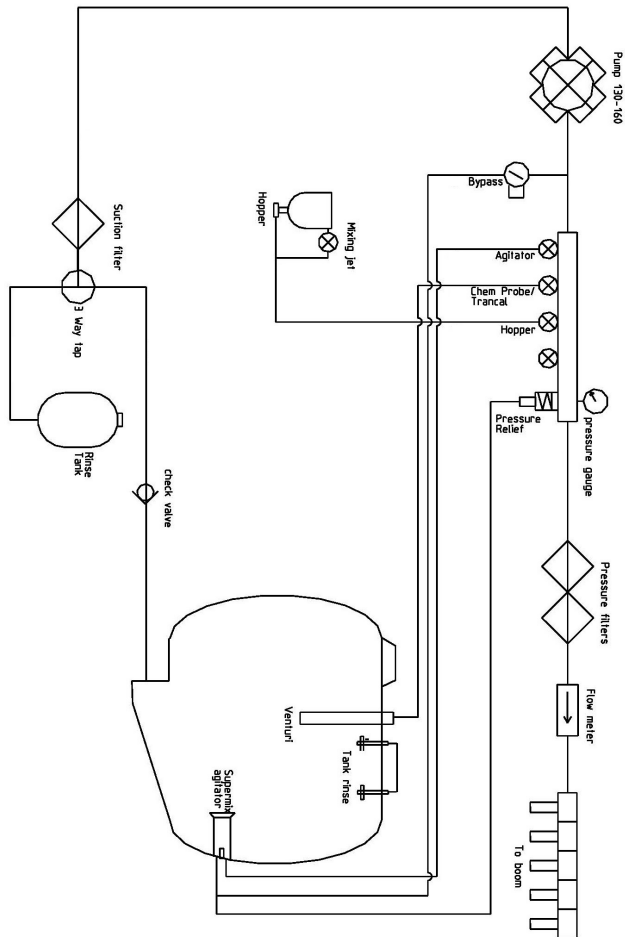 Pump 130-160
Bypass
Hopper
Mixing jet
Agitator
Chem Probe/
Trancal
Hopper
Pressure
Relief
pressure gauge
Suction filter
3 Way tap
Rinse
Tank
check valve
Pressure filters
Flow meter
Venturi
Tank rinse
Supermix
agitator
To boom